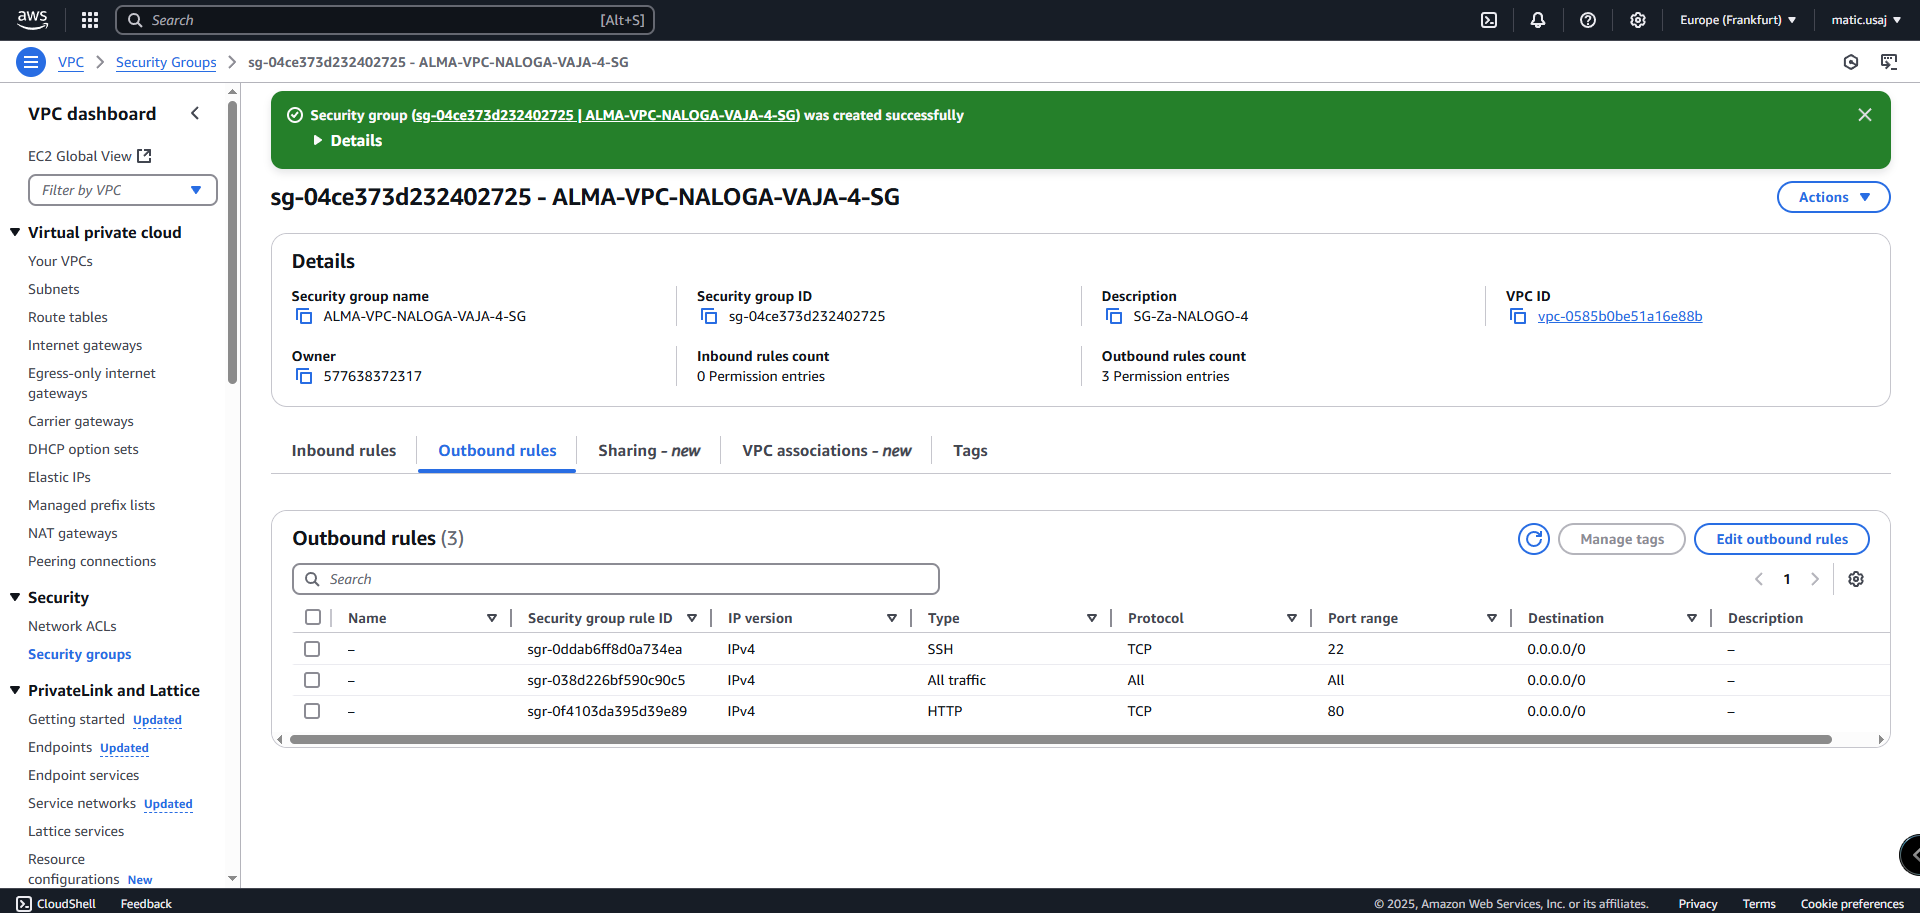 aws
Search [Alt+S]
Europe (Frankfurt) matic.usaj
VPC Security Groups sg-04ce373d232402725 - ALMA-VPC-NALOGA-VAJA-4-SG
VPC dashboard
EC2 Global View
Filter by VPC
Virtual private cloud
Your VPCs
Subnets
Route tables
Internet gateways
Egress-only internet
gateways
Carrier gateways
DHCP option sets
Elastic IPs
Managed prefix lists
NAT gateways
Peering connections
Security
Network ACLs
Security groups
PrivateLink and Lattice
Getting started Updated
Endpoints Updated
Endpoint services
Service networks Updated
Lattice services
Resource
configurations New
Security group (sg-04ce373d232402725 | ALMA-VPC-NALOGA-VAJA-4-SG) was created successfully
Details
sg-04ce373d232402725 - ALMA-VPC-NALOGA-VAJA-4-SG
Actions
Details
Security group name
ALMA-VPC-NALOGA-VAJA-4-SG
Security group ID
sg-04ce373d232402725
Description
SG-Za-NALOGO-4
VPC ID
vpc-0585b0be51a16e88b
Owner
577638372317
Inbound rules count
0 Permission entries
Outbound rules count
3 Permission entries
Inbound rules Outbound rules Sharing - new VPC associations - new Tags
Outbound rules (3)
Manage tags Edit outbound rules
Search
1
Name Security group rule ID IP version Type Protocol Port range Destination Description
– sgr-0ddab6ff8d0a734ea IPv4 SSH TCP 22 0.0.0.0/0 –
– sgr-038d226bf590c90c5 IPv4 All traffic All All 0.0.0.0/0 –
– sgr-0f4103da395d39e89 IPv4 HTTP TCP 80 0.0.0.0/0 –
CloudShell Feedback
© 2025, Amazon Web Services, Inc. or its affiliates. Privacy Terms Cookie preferences